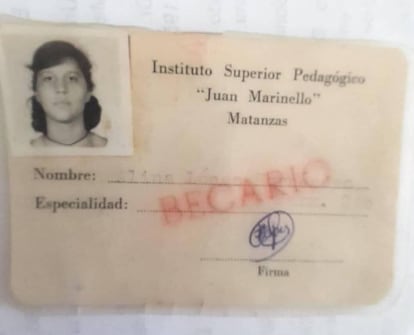 Instituto Superior Pedagógico
"Juan Marinello"
Matanzas
Nombre:
Especialidad:
BECARIO
Firma